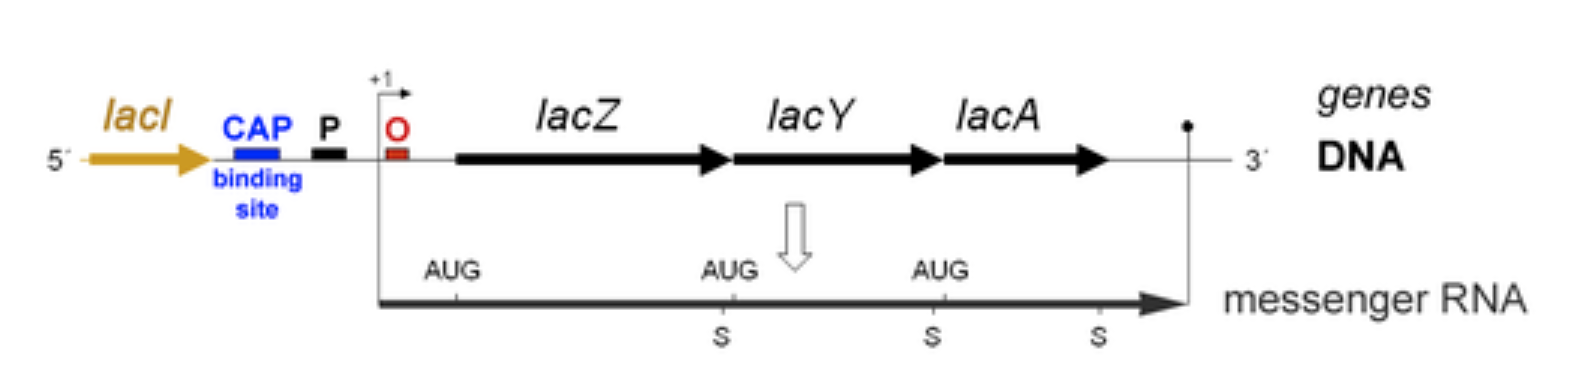 +1
lacI
CAP
P
O
lacZ
lacY
lacA
genes
5´
3´
DNA
binding
site
AUG
AUG
AUG
messenger RNA
S
S
S